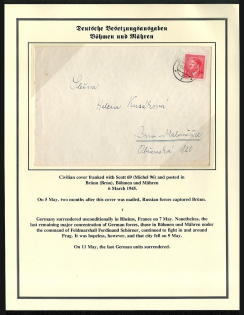 Deutsche Besetzungsausgaben
Böhmen und Mähren
Slečna
Helena
Civilian cover franked with Scott 69 (Michel 96) and posted in
Brünn (Brno), Böhmen und Mähren
6 March 1945.
On 5 May, two months after this cover was mailed, Russian forces captured Brünn.
Germany surrendered unconditionally in Rheims, France on 7 May. Nonetheless, the
last remaining major concentration of German forces, those in Böhmen und Mähren under
the command of Feldmarshall Ferdinand Schörner, continued to fight in and around
Prag. It was hopeless, however, and that city fell on 9 May.
On 11 May, the last German units surrendered.